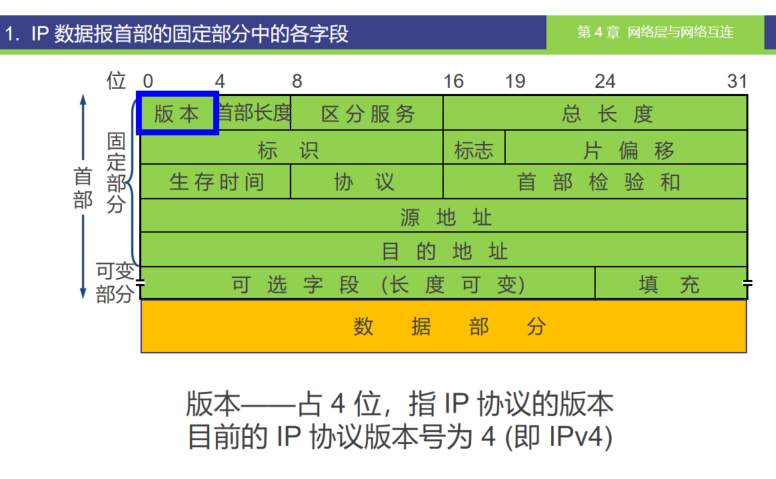 1. IP 数据报首部的固定部分中的各字段
第 4 章 网络层与网络互连
位 0 4 8 16 19 24 31
版本 首部长度 区分服务 总长度
标识 标志 片偏移
生存时间 协议 首部检验和
源地址
目的地址
可选字段 (长度可变) 填充
数据部分
首部
固定部分
可变
部分
版本——占 4 位，指 IP 协议的版本
目前的 IP 协议版本号为 4 (即 IPv4)